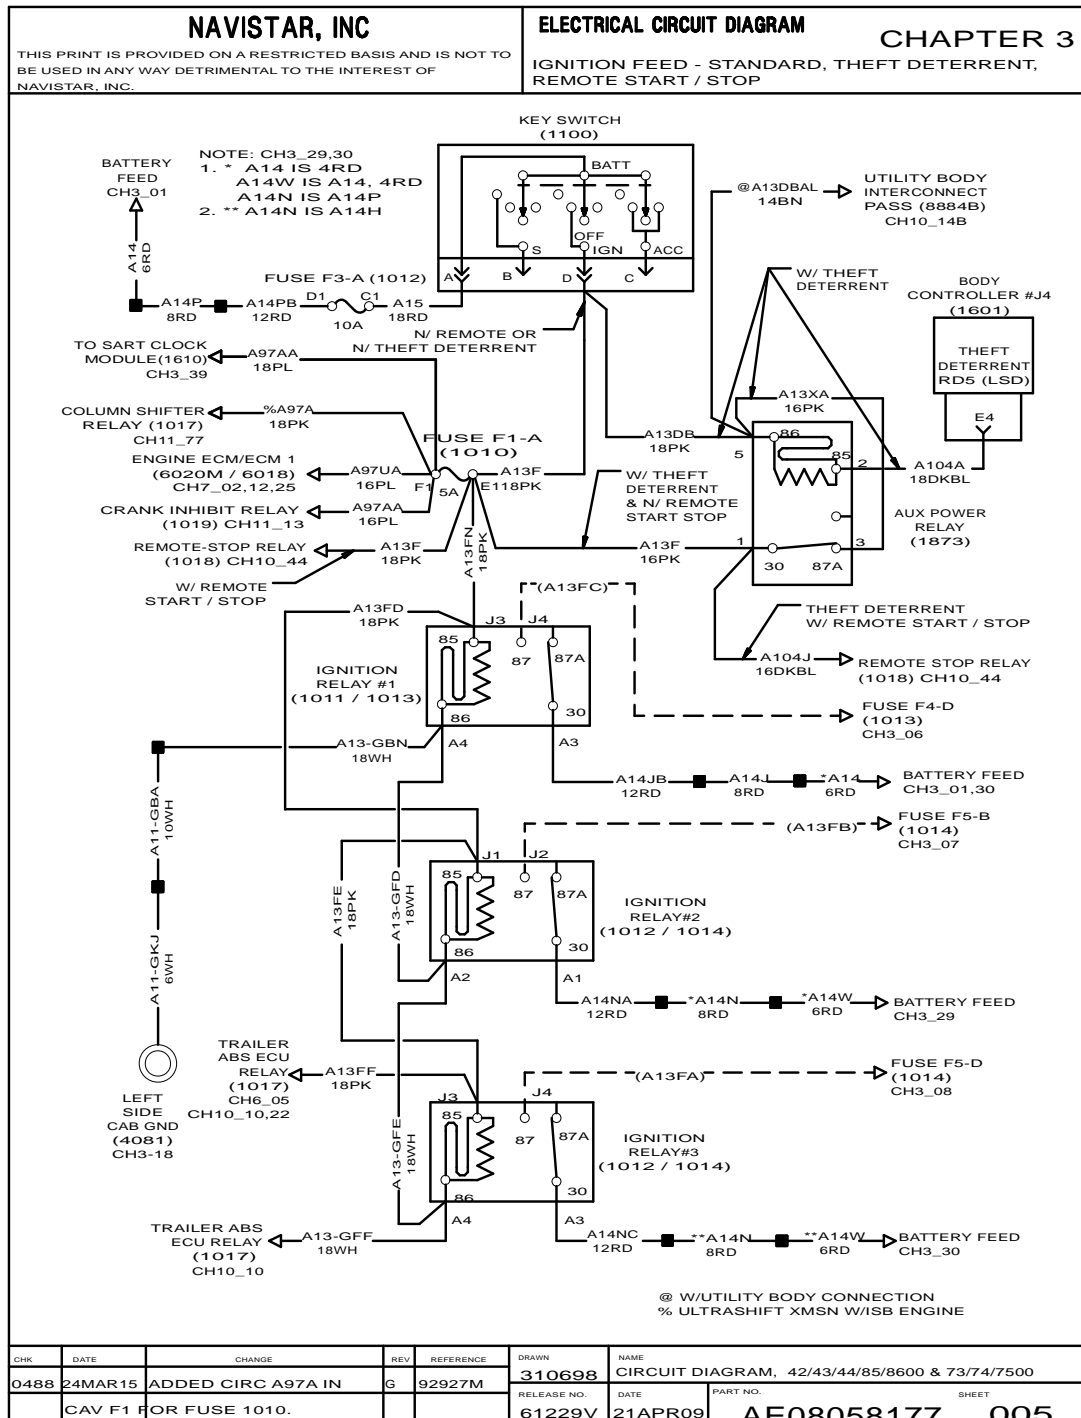 NAVISTAR, INC
THIS PRINT IS PROVIDED ON A RESTRICTED BASIS AND IS NOT TO
BE USED IN ANY WAY DETRIMENTAL TO THE INTEREST OF
NAVISTAR, INC.
ELECTRICAL CIRCUIT DIAGRAM
CHAPTER 3
IGNITION FEED - STANDARD, THEFT DETERRENT,
REMOTE START / STOP
KEY SWITCH
(1100)
BATT
OFF
S
IGN
ACC
A
B
D
C
NOTE: CH3_29,30
1. * A14 IS 4RD
A14W IS A14, 4RD
A14N IS A14P
2. ** A14N IS A14H
BATTERY
FEED
CH3_01
A14
6RD
A14P
8RD
A14PB
12RD
FUSE F3-A (1012)
D1
C1
10A
A15
18RD
N/ REMOTE OR
N/ THEFT DETERRENT
@A13DBAL
14BN
UTILITY BODY
INTERCONNECT
PASS (8884B)
CH10_14B
W/ THEFT
DETERRENT
BODY
CONTROLLER #J4
(1601)
THEFT
DETERRENT
RD5 (LSD)
E4
TO SART CLOCK
MODULE(1610)
CH3_39
A97AA
18PL
COLUMN SHIFTER
RELAY (1017)
CH11_77
%A97A
18PK
ENGINE ECM/ECM 1
(6020M / 6018)
CH7_02,12,25
A97UA
16PL
CRANK INHIBIT RELAY
(1019) CH11_13
A97AA
16PL
REMOTE-STOP RELAY
(1018) CH10_44
A13F
18PK
W/ REMOTE
START / STOP
FUSE F1-A
(1010)
F1
5A
E1
A13F
18PK
A13FN
18PK
A13DB
18PK
A13XA
16PK
W/ THEFT
DETERRENT
& N/ REMOTE
START STOP
A13F
16PK
5
86
85
2
1
30
87A
3
A104A
18DKBL
AUX POWER
RELAY
(1873)
THEFT DETERRENT
W/ REMOTE START / STOP
A104J
16DKBL
REMOTE STOP RELAY
(1018) CH10_44
A13FD
18PK
(A13FC)
FUSE F4-D
(1013)
CH3_06
J3
J4
85
87
87A
86
30
A4
A3
IGNITION
RELAY #1
(1011 / 1013)
A13-GBN
18WH
A14JB
12RD
A14J
8RD
*A14
6RD
BATTERY FEED
CH3_01,30
A11-GBA
10WH
A11-GKJ
6WH
LEFT
SIDE
CAB GND
(4081)
CH3-18
A13FE
18PK
A13-GFD
18WH
(A13FB)
FUSE F5-B
(1014)
CH3_07
J1
J2
85
87
87A
86
30
A2
A1
IGNITION
RELAY#2
(1012 / 1014)
A14NA
12RD
*A14N
8RD
*A14W
6RD
BATTERY FEED
CH3_29
TRAILER
ABS ECU
RELAY
(1017)
CH6_05
CH10_10,22
A13FF
18PK
A13-GFE
18WH
(A13FA)
FUSE F5-D
(1014)
CH3_08
J3
J4
85
87
87A
86
30
A4
A3
IGNITION
RELAY#3
(1012 / 1014)
TRAILER ABS
ECU RELAY
(1017)
CH10_10
A13-GFF
18WH
A14NC
12RD
**A14N
8RD
**A14W
6RD
BATTERY FEED
CH3_30
@ W/UTILITY BODY CONNECTION
% ULTRASHIFT XMSN W/ISB ENGINE
CHK
DATE
CHANGE
REV
REFERENCE
0488
24MAR15
ADDED CIRC A97A IN
G
92927M
CAV F1 FOR FUSE 1010.
DRAWN
310698
NAME
CIRCUIT DIAGRAM, 42/43/44/85/8600 & 73/74/7500
RELEASE NO.
61229V
DATE
21APR09
PART NO.
AF08058177
SHEET
005